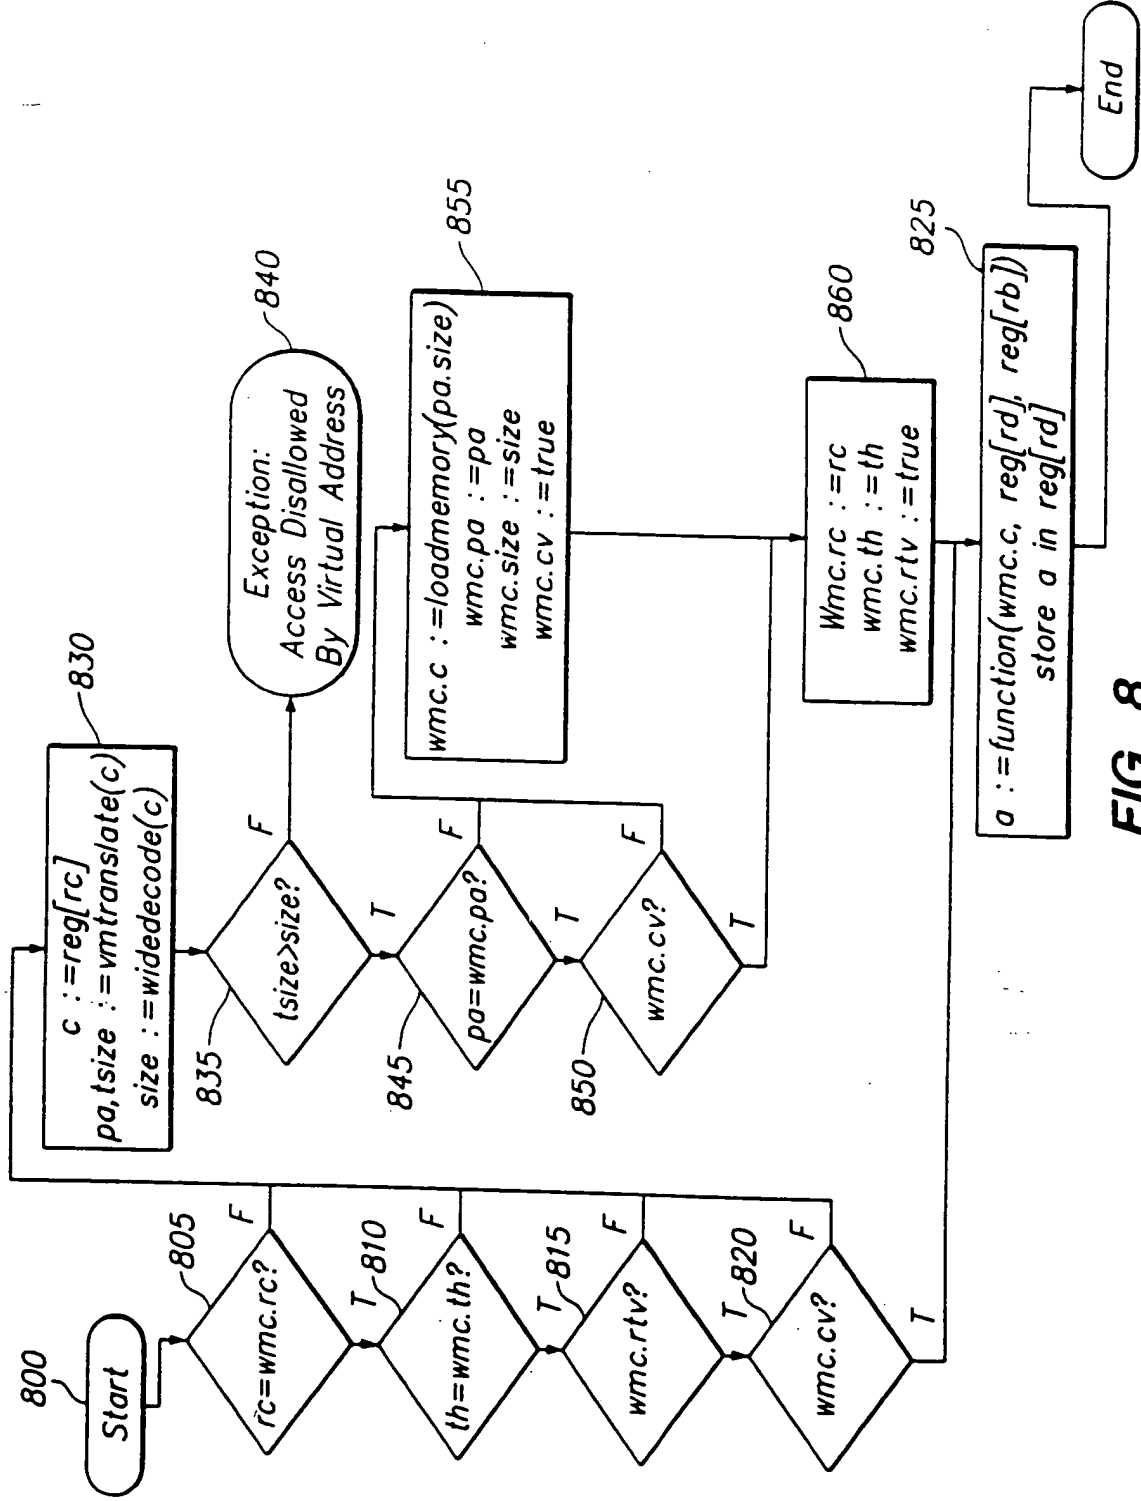 800
Start
805
rc=wmc.rc?
F
T
810
th=wmc.th?
F
T
815
wmc.rtv?
F
T
820
wmc.cv?
F
T
830
c :=reg[rc]
pa,tsize :=vmtranslate(c)
size :=widedecode(c)
835
tsize>size?
F
T
840
Exception:
Access Disallowed
By Virtual Address
845
pa=wmc.pa?
F
T
850
wmc.cv?
F
T
855
wmc.c :=loadmemory(pa.size)
wmc.pa :=pa
wmc.size :=size
wmc.cv :=true
860
Wmc.rc :=rc
wmc.th :=th
wmc.rtv :=true
825
a :=function(wmc.c, reg[rd], reg[rb])
store a in reg[rd]
End
FIG. 8